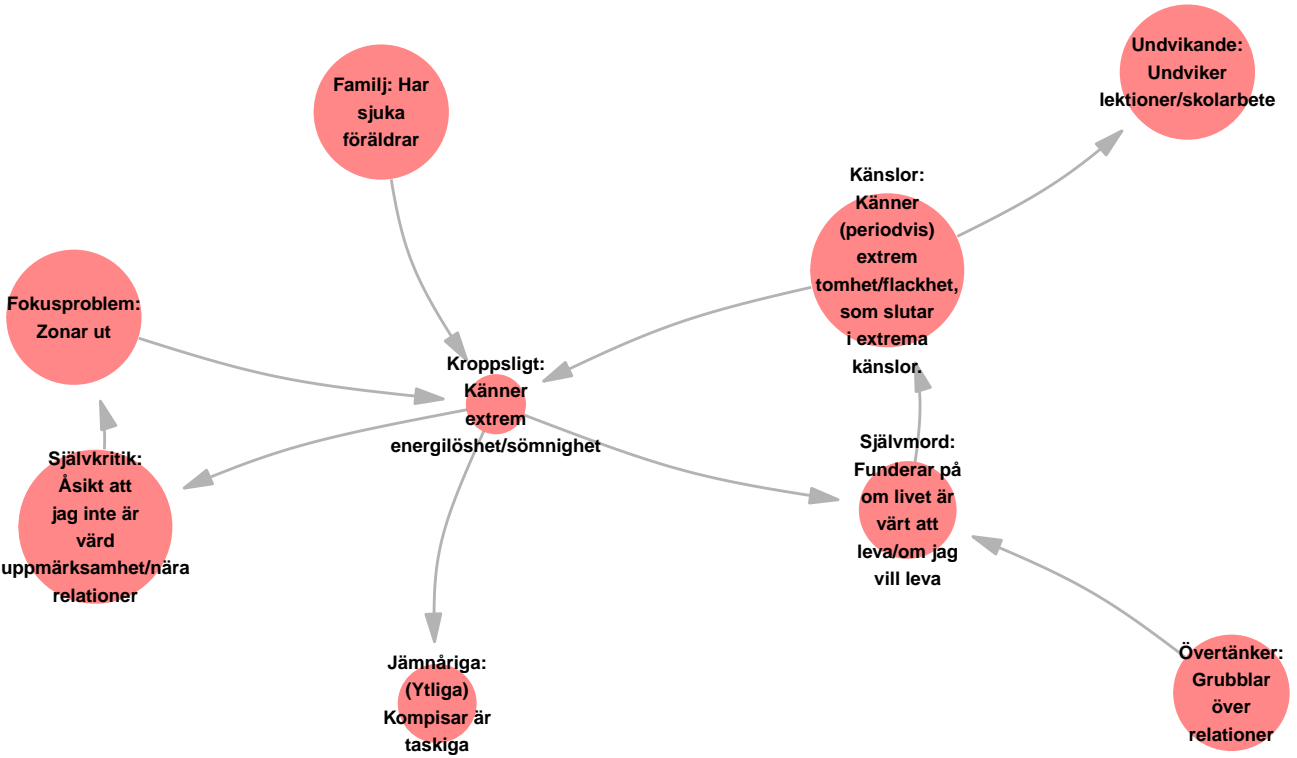 Undvikande:
Undviker
lektioner/skolarbete
Familj: Har
sjuka
föräldrar
Känslor:
Känner
(periodvis)
extrem
tomhet/flackhet,
som slutar
i extrema
känslor.
Fokusproblem:
Zonar ut
Kroppsligt:
Känner
extrem
energilöshet/sömnighet
Självkritik:
Åsikt att
jag inte är
värd
uppmärksamhet/nära
relationer
Självmord:
Funderar på
om livet är
värt att
leva/om jag
vill leva
Jämnåriga:
(Ytliga)
Kompisar är
taskiga
Övertänker:
Grubblar
över
relationer